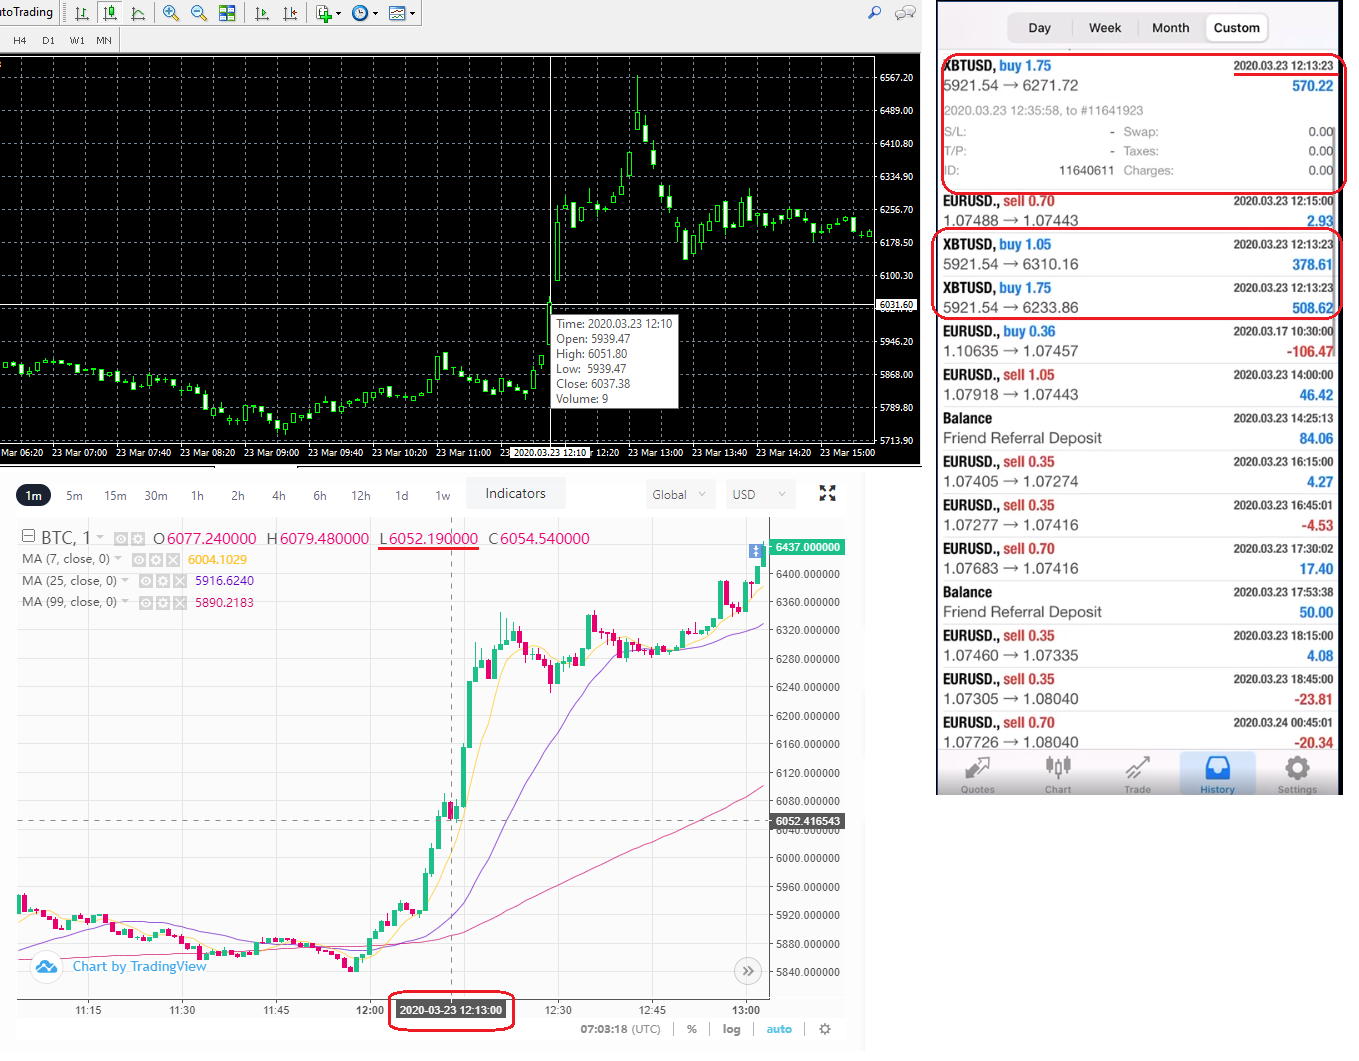 utoTrading
H4 D1 W1 MN
6567.20
6489.00
6410.80
6334.90
6256.70
6178.50
6100.30
6031.60
5946.20
5868.00
5789.80
5713.90
Time: 2020.03.23 12:10
Open: 5939.47
High: 6051.80
Low: 5939.47
Close: 6037.38
Volume: 9
Mar 06:20 23 Mar 07:00 23 Mar 07:40 23 Mar 08:20 23 Mar 09:00 23 Mar 09:40 23 Mar 10:20 23 Mar 11:00 23 2020.03.23 12:10 r 12:20 23 Mar 13:00 23 Mar 13:40 23 Mar 14:20 23 Mar 15:00
1m 5m 15m 30m 1h 2h 4h 6h 12h 1d 1w Indicators Global USD
BTC, 1 O6077.240000 H6079.480000 L6052.190000 C6054.540000
MA (7, close, 0) 6004.1029
MA (25, close, 0) 5916.6240
MA (99, close, 0) 5890.2183
6437.000000
6400.000000
6360.000000
6320.000000
6280.000000
6240.000000
6200.000000
6160.000000
6120.000000
6080.000000
6052.416543
6040.000000
6000.000000
5960.000000
5920.000000
5880.000000
5840.000000
Chart by TradingView
11:15 11:30 11:45 12:00 2020-03-23 12:13:00 12:30 12:45 13:00
07:03:18 (UTC) % log auto
Day Week Month Custom
XBTUSD, buy 1.75 2020.03.23 12:13:23
5921.54 → 6271.72 570.22
2020.03.23 12:35:58, to #11641923
S/L: - Swap: 0.00
T/P: - Taxes: 0.00
ID: 11640611 Charges: 0.00
EURUSD., sell 0.70 2020.03.23 12:15:00
1.07488 → 1.07443 2.93
XBTUSD, buy 1.05 2020.03.23 12:13:23
5921.54 → 6310.16 378.61
XBTUSD, buy 1.75 2020.03.23 12:13:23
5921.54 → 6233.86 508.62
EURUSD., buy 0.36 2020.03.17 10:30:00
1.10635 → 1.07457 -106.47
EURUSD., sell 1.05 2020.03.23 14:00:00
1.07918 → 1.07443 46.42
Balance 2020.03.23 14:25:13
Friend Referral Deposit 84.06
EURUSD., sell 0.35 2020.03.23 16:15:00
1.07405 → 1.07274 4.27
EURUSD., sell 0.35 2020.03.23 16:45:01
1.07277 → 1.07416 -4.53
EURUSD., sell 0.70 2020.03.23 17:30:02
1.07683 → 1.07416 17.40
Balance 2020.03.23 17:53:38
Friend Referral Deposit 50.00
EURUSD., sell 0.35 2020.03.23 18:15:00
1.07460 → 1.07335 4.08
EURUSD., sell 0.35 2020.03.23 18:45:00
1.07305 → 1.08040 -23.81
EURUSD., sell 0.70 2020.03.24 00:45:01
1.07726 → 1.08040 -20.34
Quotes Chart Trade History Settings